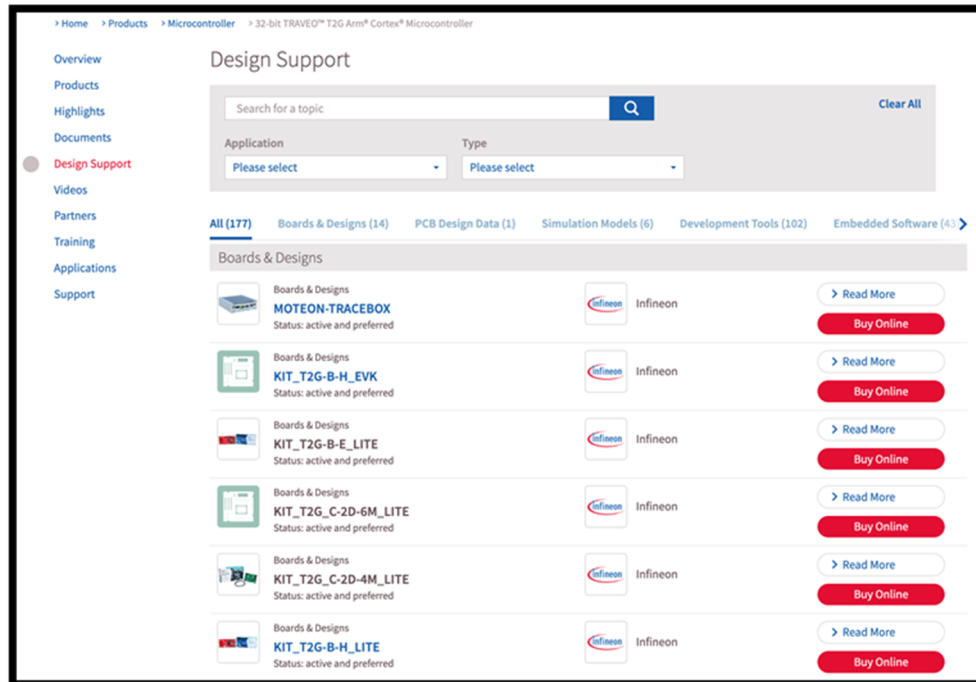 > Home > Products > Microcontroller > 32-bit TRAVEO™ T2G Arm® Cortex® Microcontroller
Overview
Products
Highlights
Documents
Design Support
Videos
Partners
Training
Applications
Support
Design Support
Search for a topic
Clear All
Application Type
Please select Please select
All (177) Boards & Designs (14) PCB Design Data (1) Simulation Models (6) Development Tools (102) Embedded Software (43
Boards & Designs
Boards & Designs
MOTEON-TRACEBOX
Status: active and preferred
infineon Infineon
> Read More
Buy Online
Boards & Designs
KIT_T2G-B-H_EVK
Status: active and preferred
infineon Infineon
> Read More
Buy Online
Boards & Designs
KIT_T2G-B-E_LITE
Status: active and preferred
infineon Infineon
> Read More
Buy Online
Boards & Designs
KIT_T2G_C-2D-6M_LITE
Status: active and preferred
infineon Infineon
> Read More
Buy Online
Boards & Designs
KIT_T2G_C-2D-4M_LITE
Status: active and preferred
infineon Infineon
> Read More
Buy Online
Boards & Designs
KIT_T2G-B-H_LITE
Status: active and preferred
infineon Infineon
> Read More
Buy Online